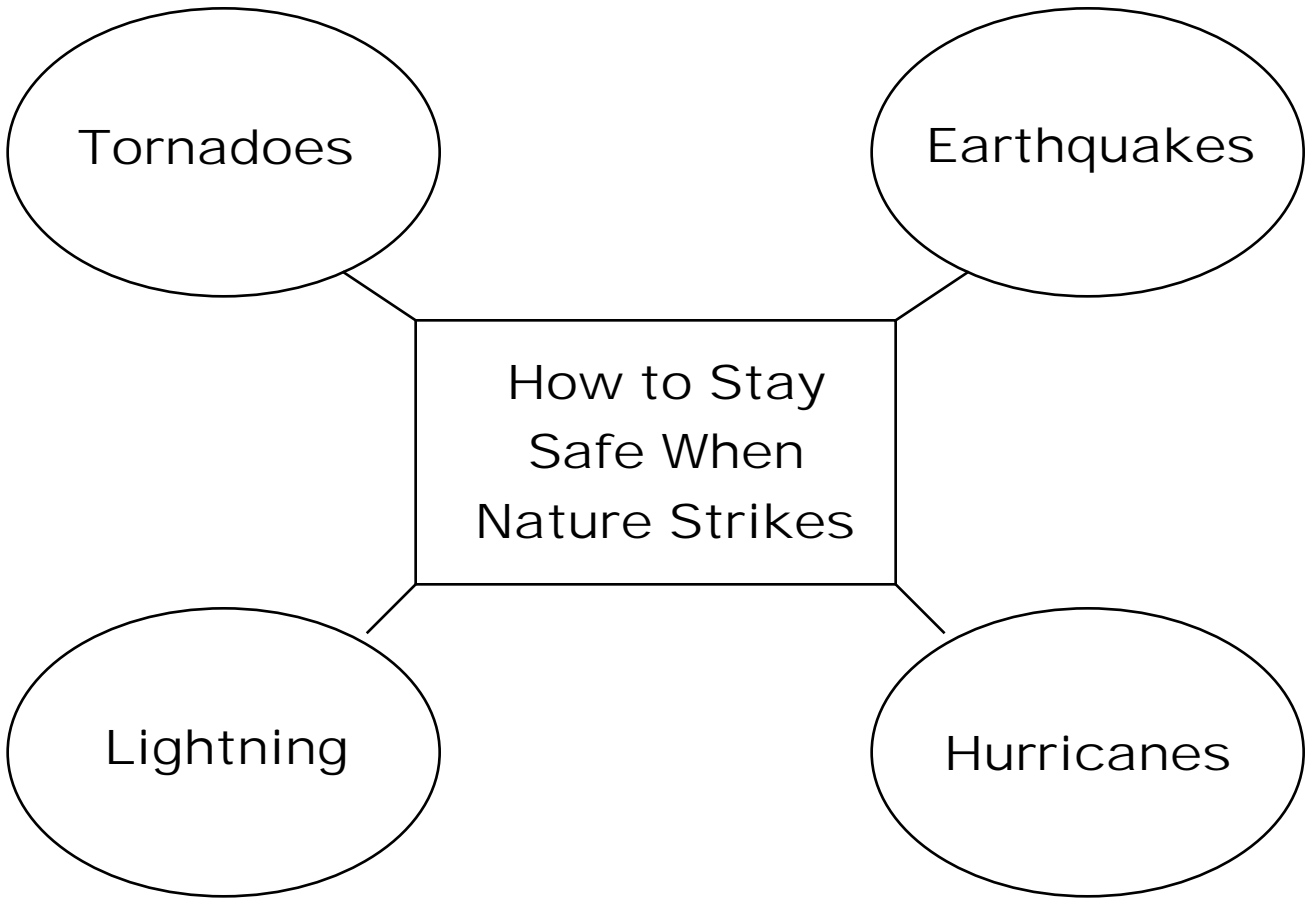 Tornadoes
Earthquakes
How to Stay
Safe When
Nature Strikes
Lightning
Hurricanes